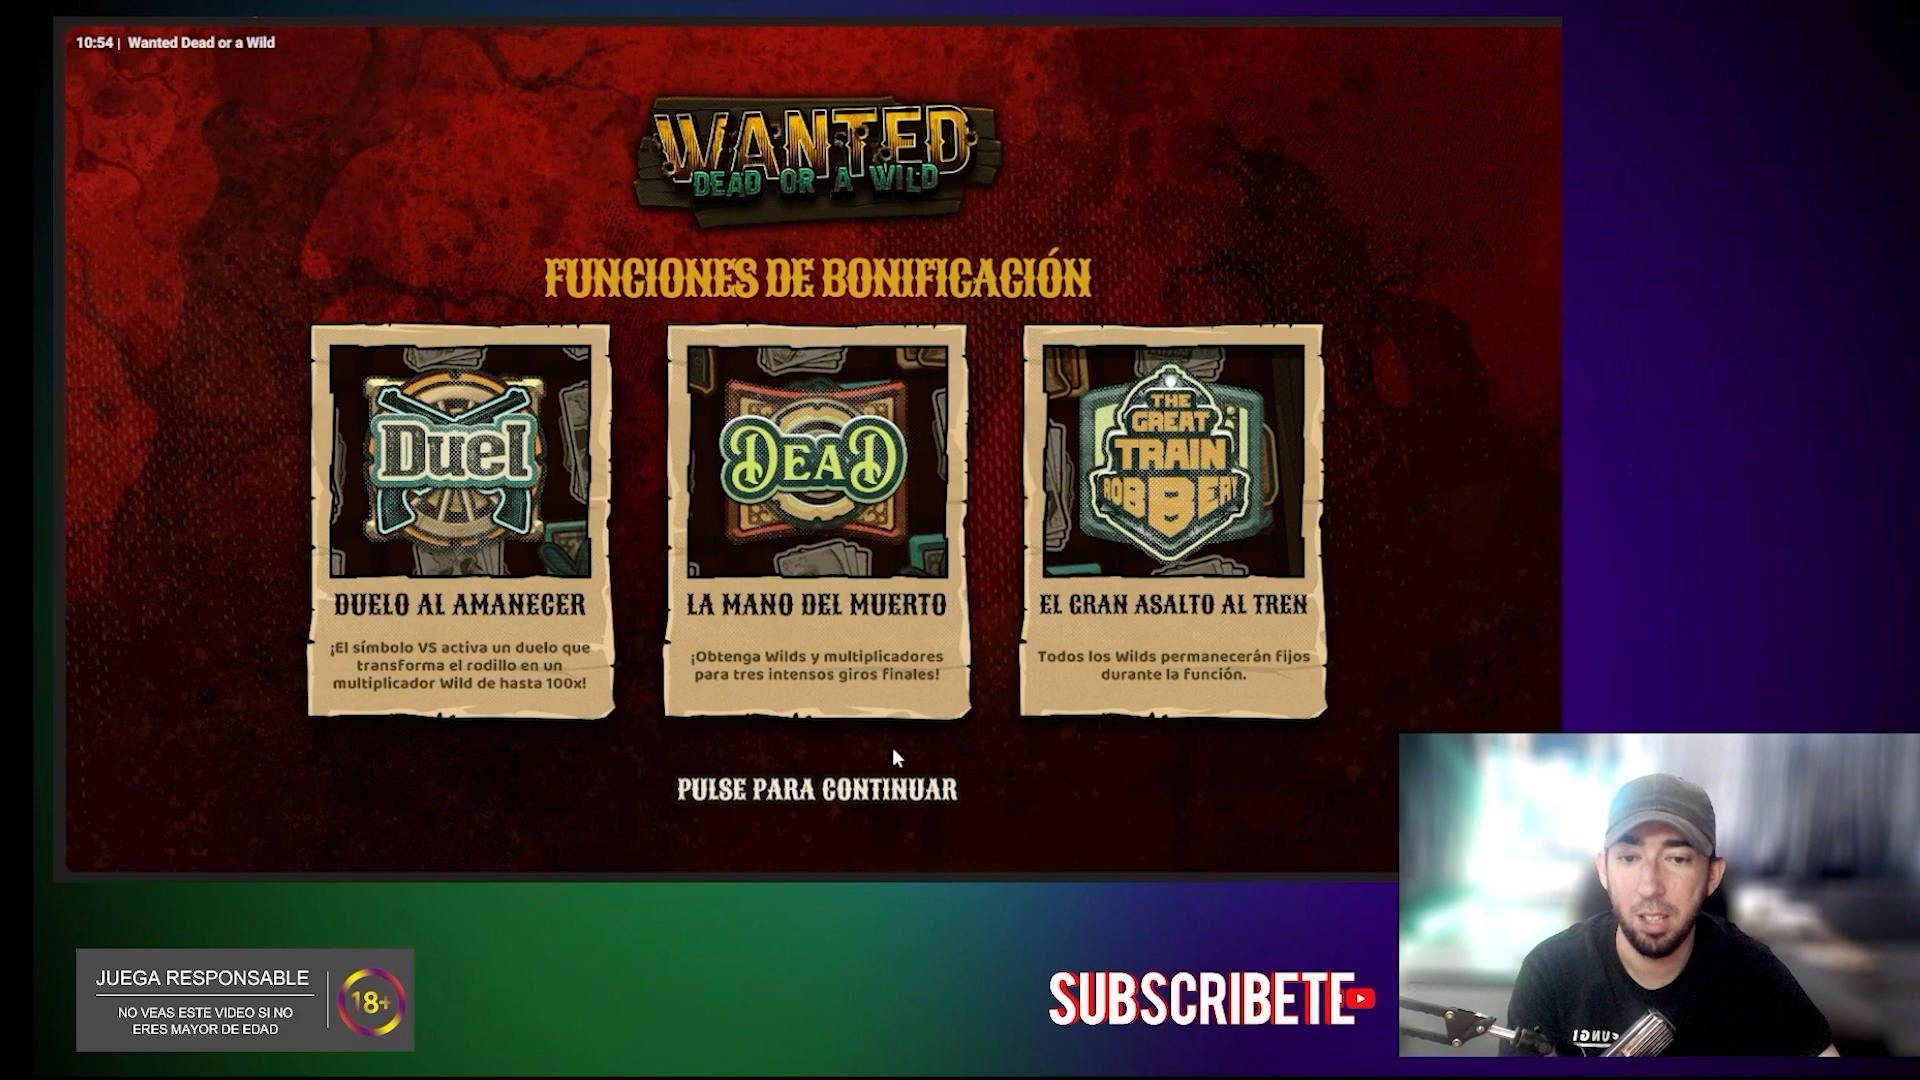 10:54 | Wanted Dead or a Wild
WANTED
DEAD OR A WILD
FUNCIONES DE BONIFICACIÓN
Duel
DUELO AL AMANECER
¡El símbolo VS activa un duelo que
transforma el rodillo en un
multiplicador Wild de hasta 100x!
DEAD
LA MANO DEL MUERTO
¡Obtenga Wilds y multiplicadores
para tres intensos giros finales!
THE
GREAT
TRAIN
ROBBERY
EL GRAN ASALTO AL TREN
Todos los Wilds permanecerán fijos
durante la función.
PULSE PARA CONTINUAR
JUEGA RESPONSABLE
NO VEAS ESTE VIDEO SI NO
ERES MAYOR DE EDAD
18+
SUBSCRIBETE
FUNGI